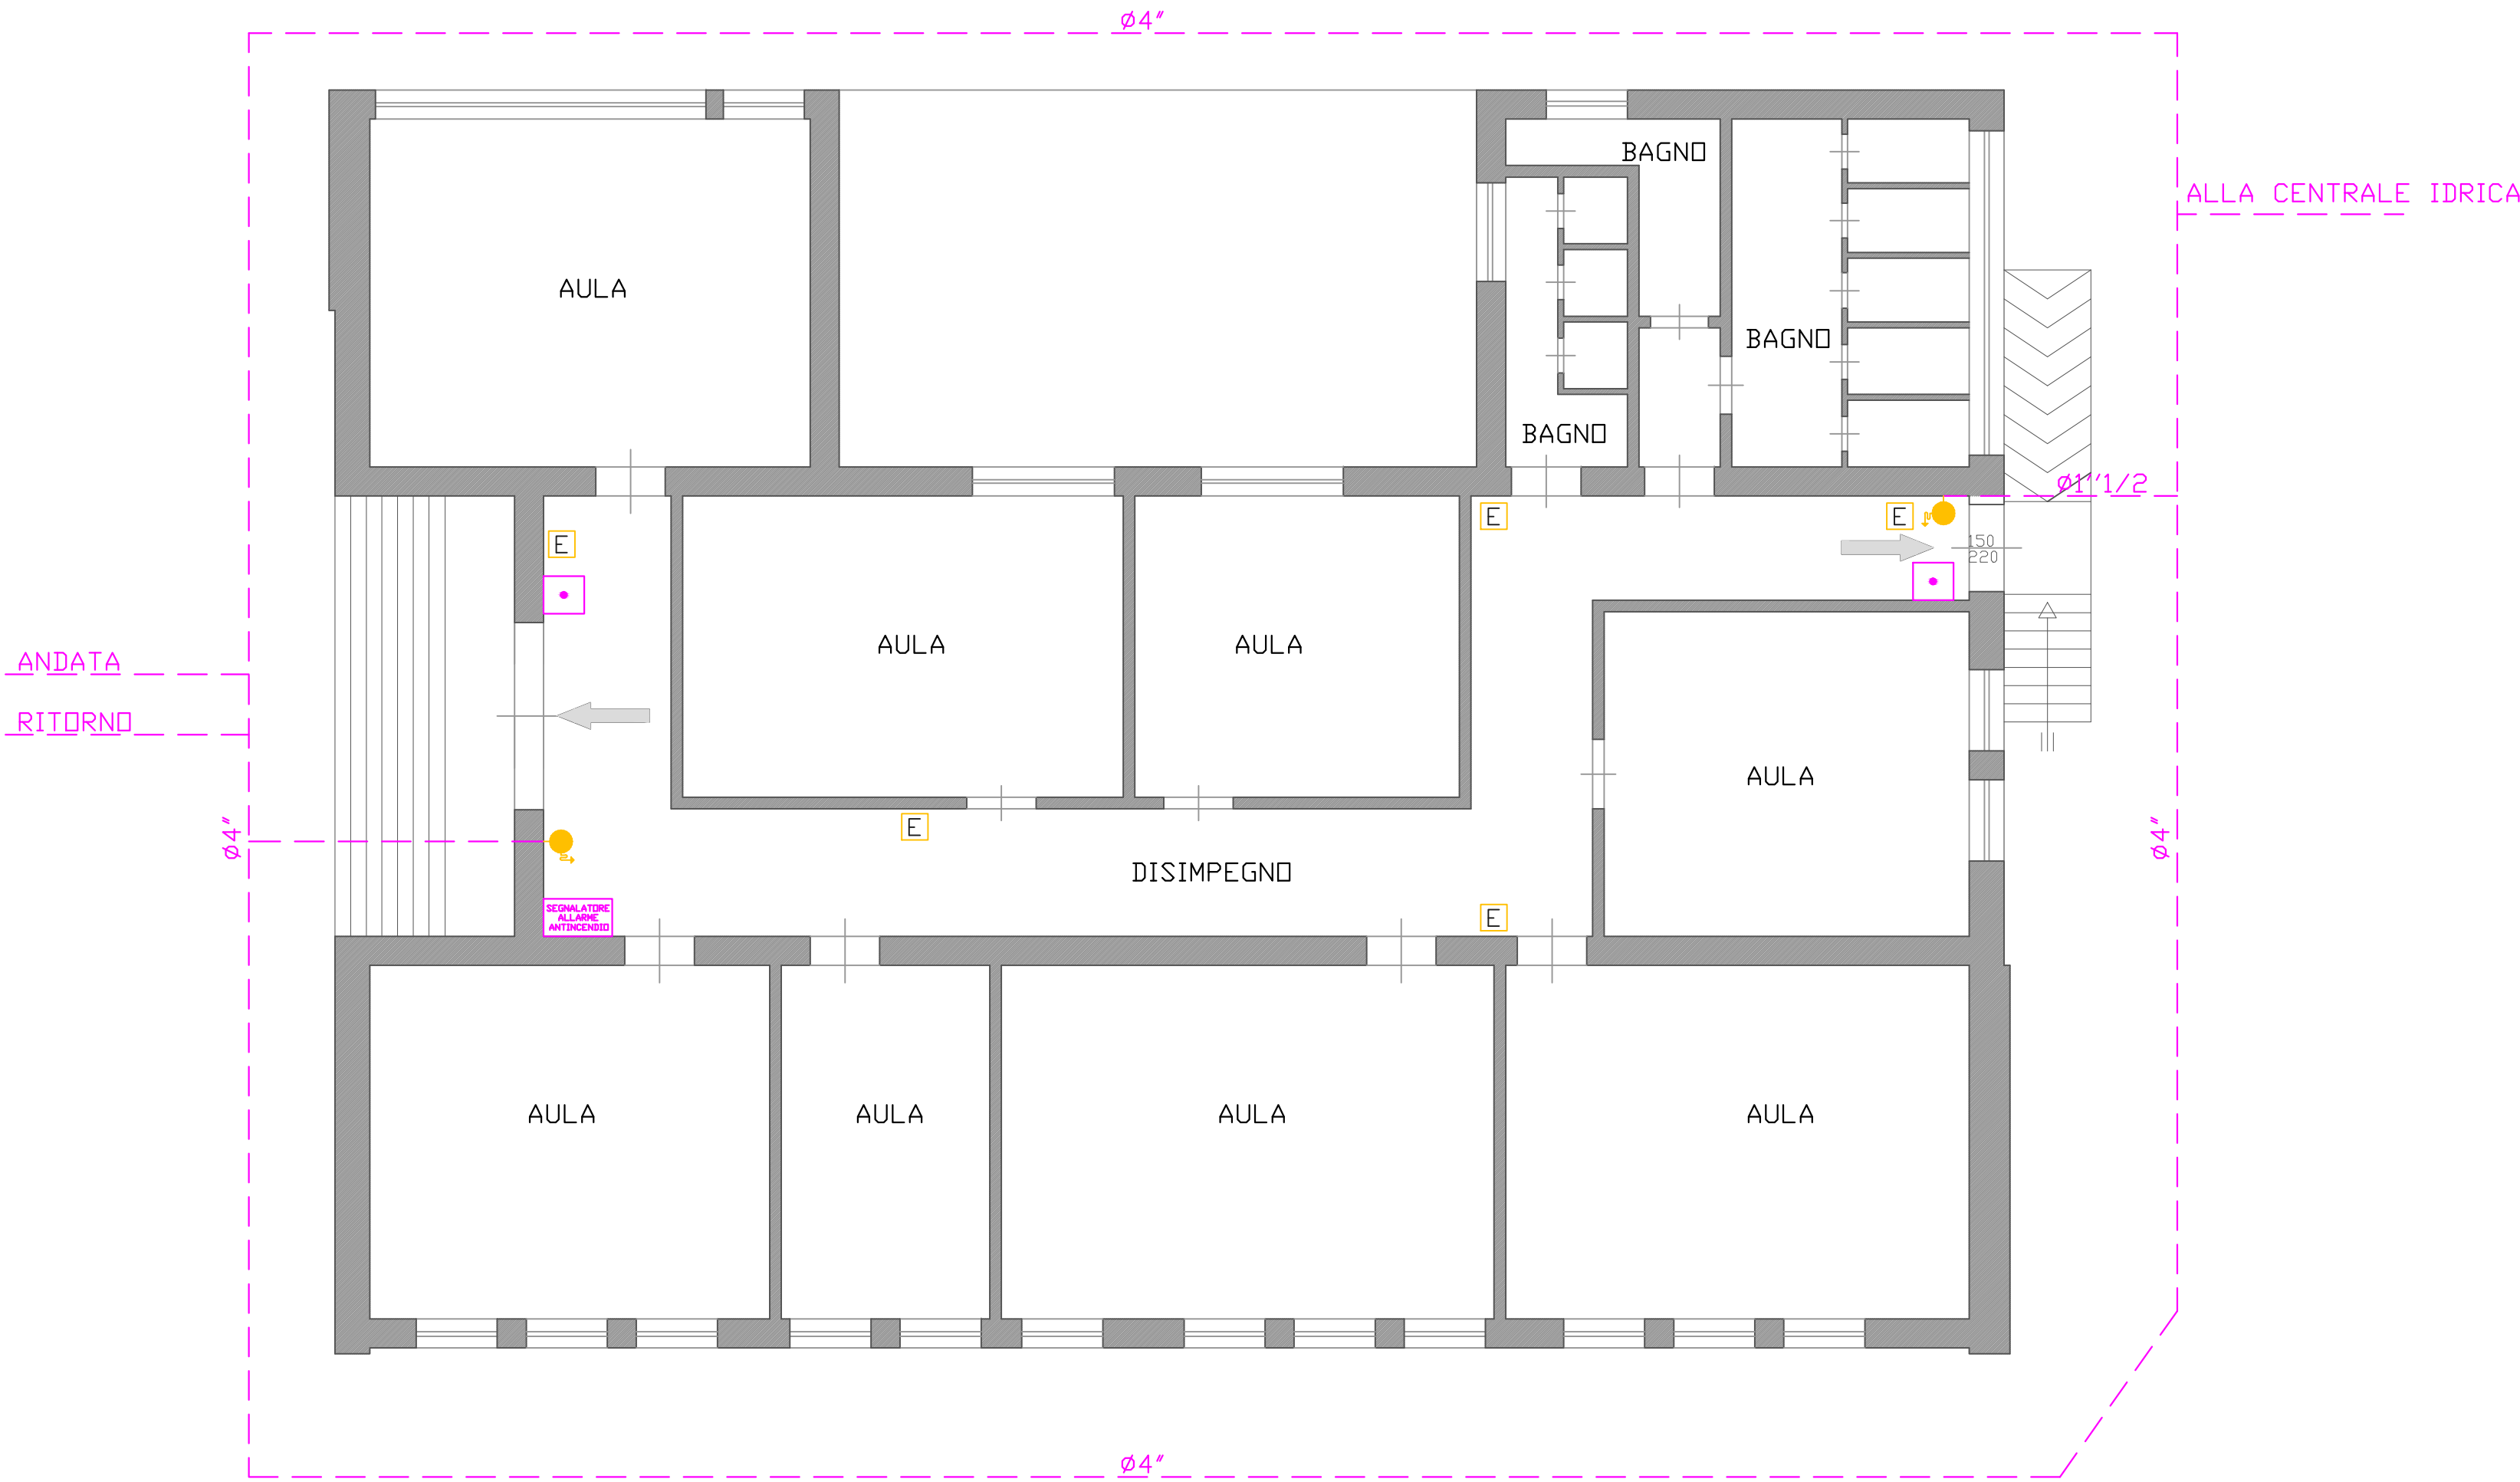 ø4"
BAGNO
ALLA CENTRALE IDRICA
AULA
BAGNO
BAGNO
ø1''1/2
E
E
E
150
220
AULA
AULA
ANDATA
RITORNO
AULA
ø4"
E
ø4"
DISIMPEGNO
E
SEGNALATORE
ALLARME
ANTINCENDIO
AULA
AULA
AULA
AULA
ø4"